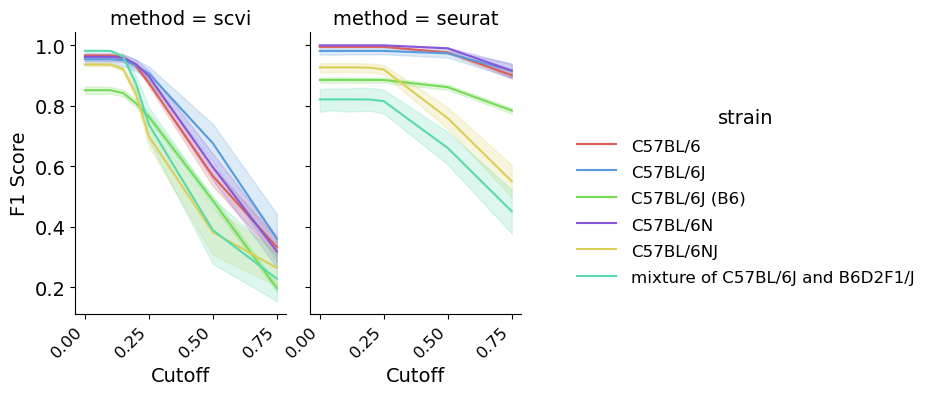 method = scvi
method = seurat
F1 Score
1.0
0.8
0.6
0.4
0.2
0.00
0.25
0.50
0.75
Cutoff
0.00
0.25
0.50
0.75
Cutoff
strain
C57BL/6
C57BL/6J
C57BL/6J (B6)
C57BL/6N
C57BL/6NJ
mixture of C57BL/6J and B6D2F1/J